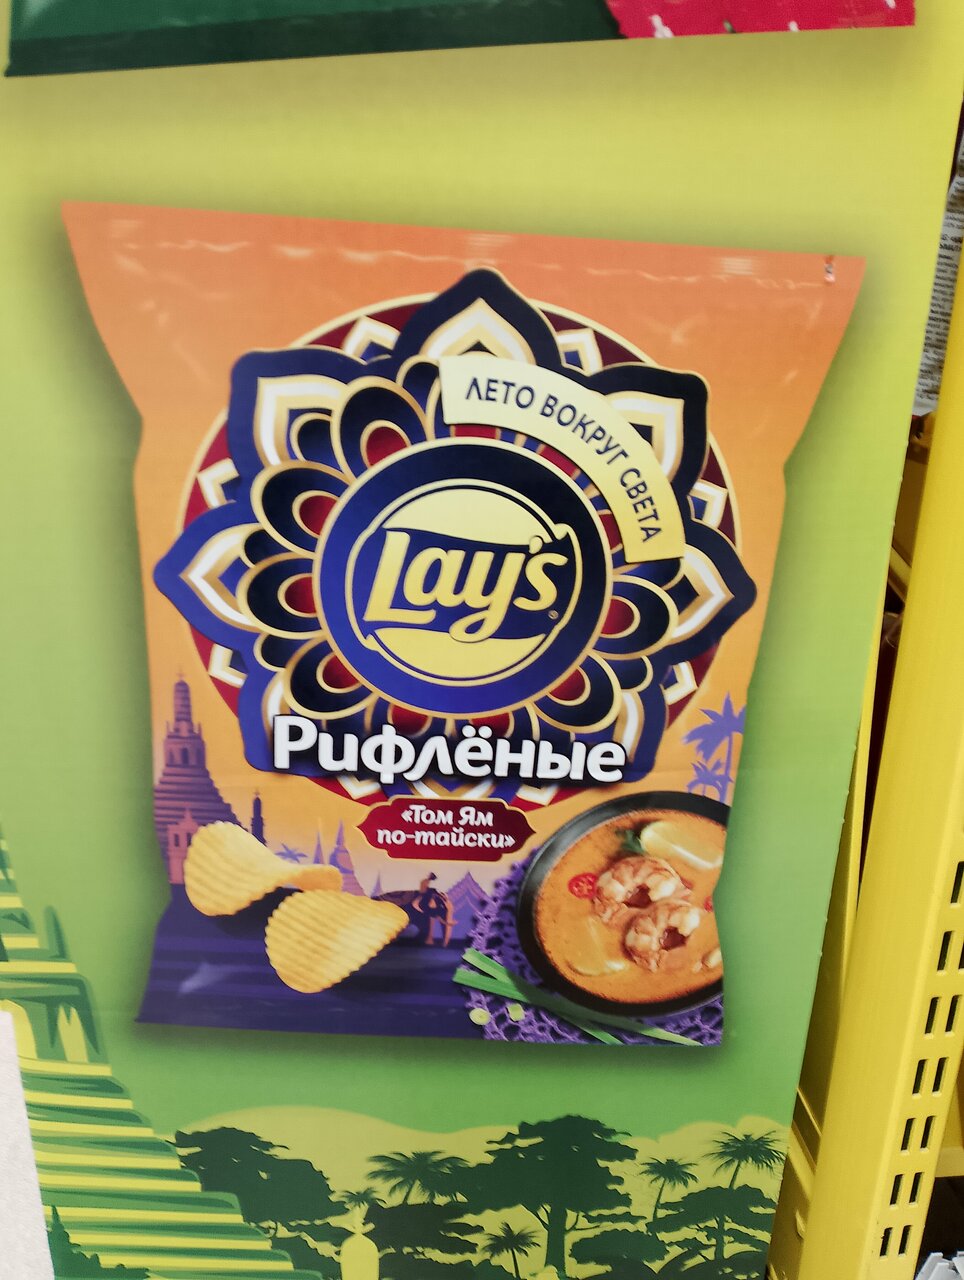 ЛЕТО ВОКРУГ СВЕТА
Lay's
Рифлёные
«Том Ям
по-тайски»